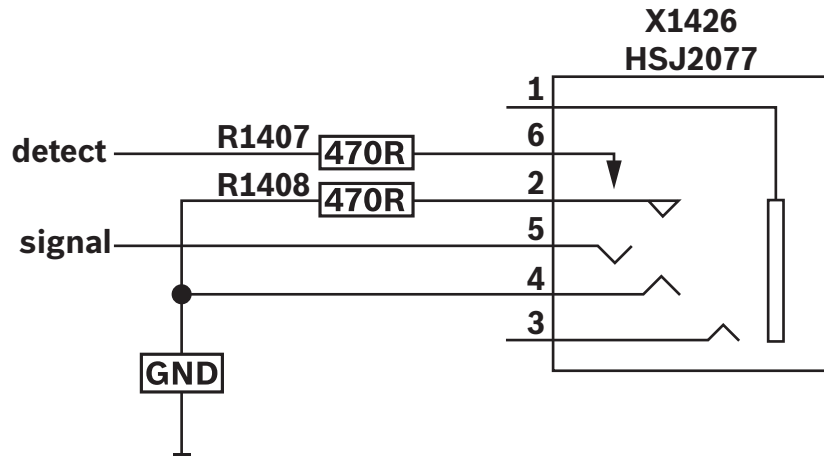 X1426
HSJ2077
1
detect R1407 470R 6
R1408 470R 2
signal 5
4
3
GND